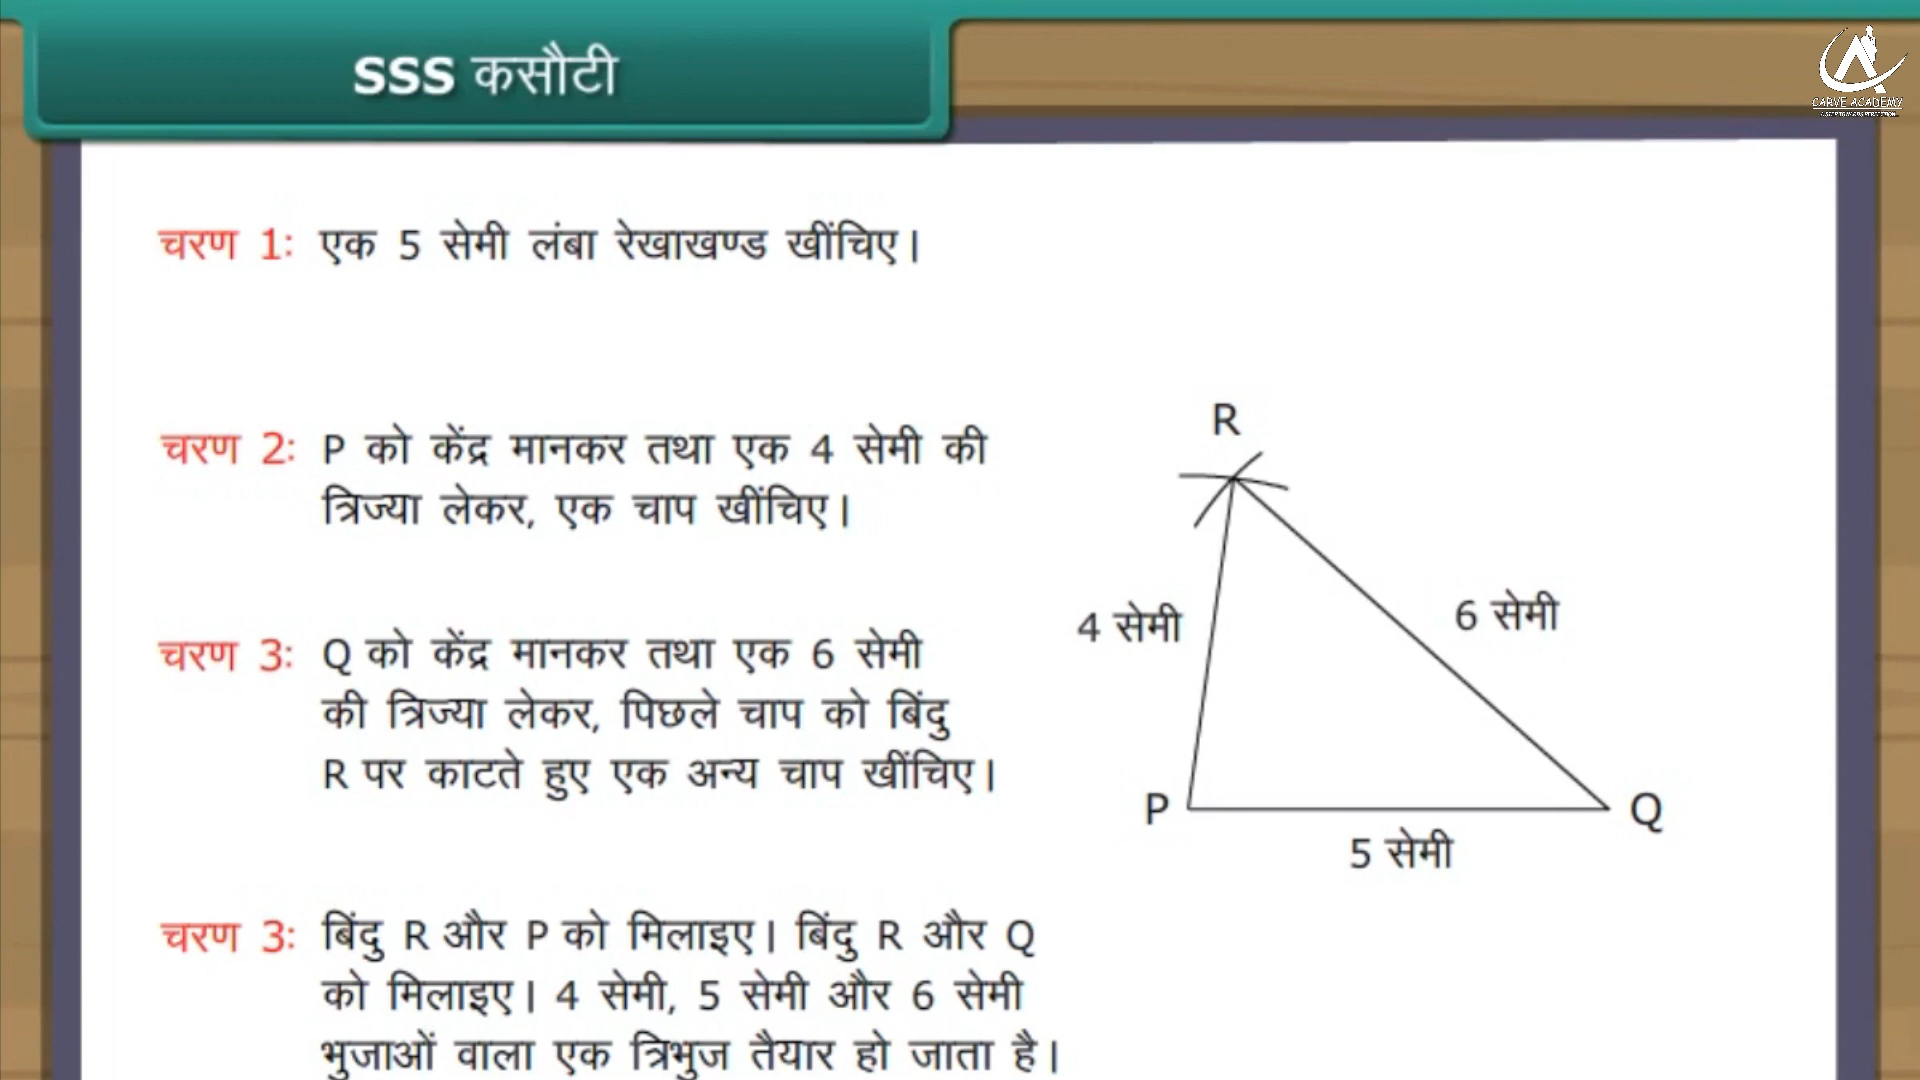 SSS कसौटी
CARVE ACADEMY
चरण 1: एक 5 सेमी लंबा रेखाखण्ड खींचिए।
चरण 2: P को केंद्र मानकर तथा एक 4 सेमी की
त्रिज्या लेकर, एक चाप खींचिए।
चरण 3: Q को केंद्र मानकर तथा एक 6 सेमी
की त्रिज्या लेकर, पिछले चाप को बिंदु
R पर काटते हुए एक अन्य चाप खींचिए।
चरण 3: बिंदु R और P को मिलाइए। बिंदु R और Q
को मिलाइए। 4 सेमी, 5 सेमी और 6 सेमी
भुजाओं वाला एक त्रिभुज तैयार हो जाता है।
R
4 सेमी
6 सेमी
P
Q
5 सेमी